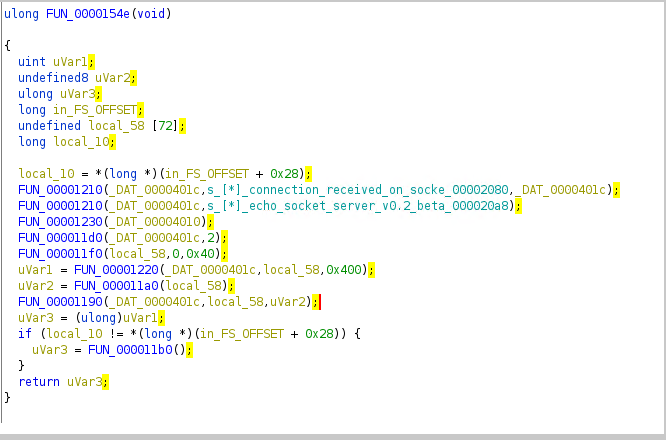 ulong FUN_0000154e(void)
{
uint uVar1;
undefined8 uVar2;
ulong uVar3;
long in_FS_OFFSET;
undefined local_58 [72];
long local_10;
local_10 = *(long *)(in_FS_OFFSET + 0x28);
FUN_00001210(_DAT_0000401c,s_[*]_connection_received_on_socke_00002080,_DAT_0000401c);
FUN_00001210(_DAT_0000401c,s_[*]_echo_socket_server_v0.2_beta_000020a8);
FUN_00001230(_DAT_00004010);
FUN_000011d0(_DAT_0000401c,2);
FUN_000011f0(local_58,0,0x40);
uVar1 = FUN_00001220(_DAT_0000401c,local_58,0x400);
uVar2 = FUN_000011a0(local_58);
FUN_00001190(_DAT_0000401c,local_58,uVar2);
uVar3 = (ulong)uVar1;
if (local_10 != *(long *)(in_FS_OFFSET + 0x28)) {
uVar3 = FUN_000011b0();
}
return uVar3;
}